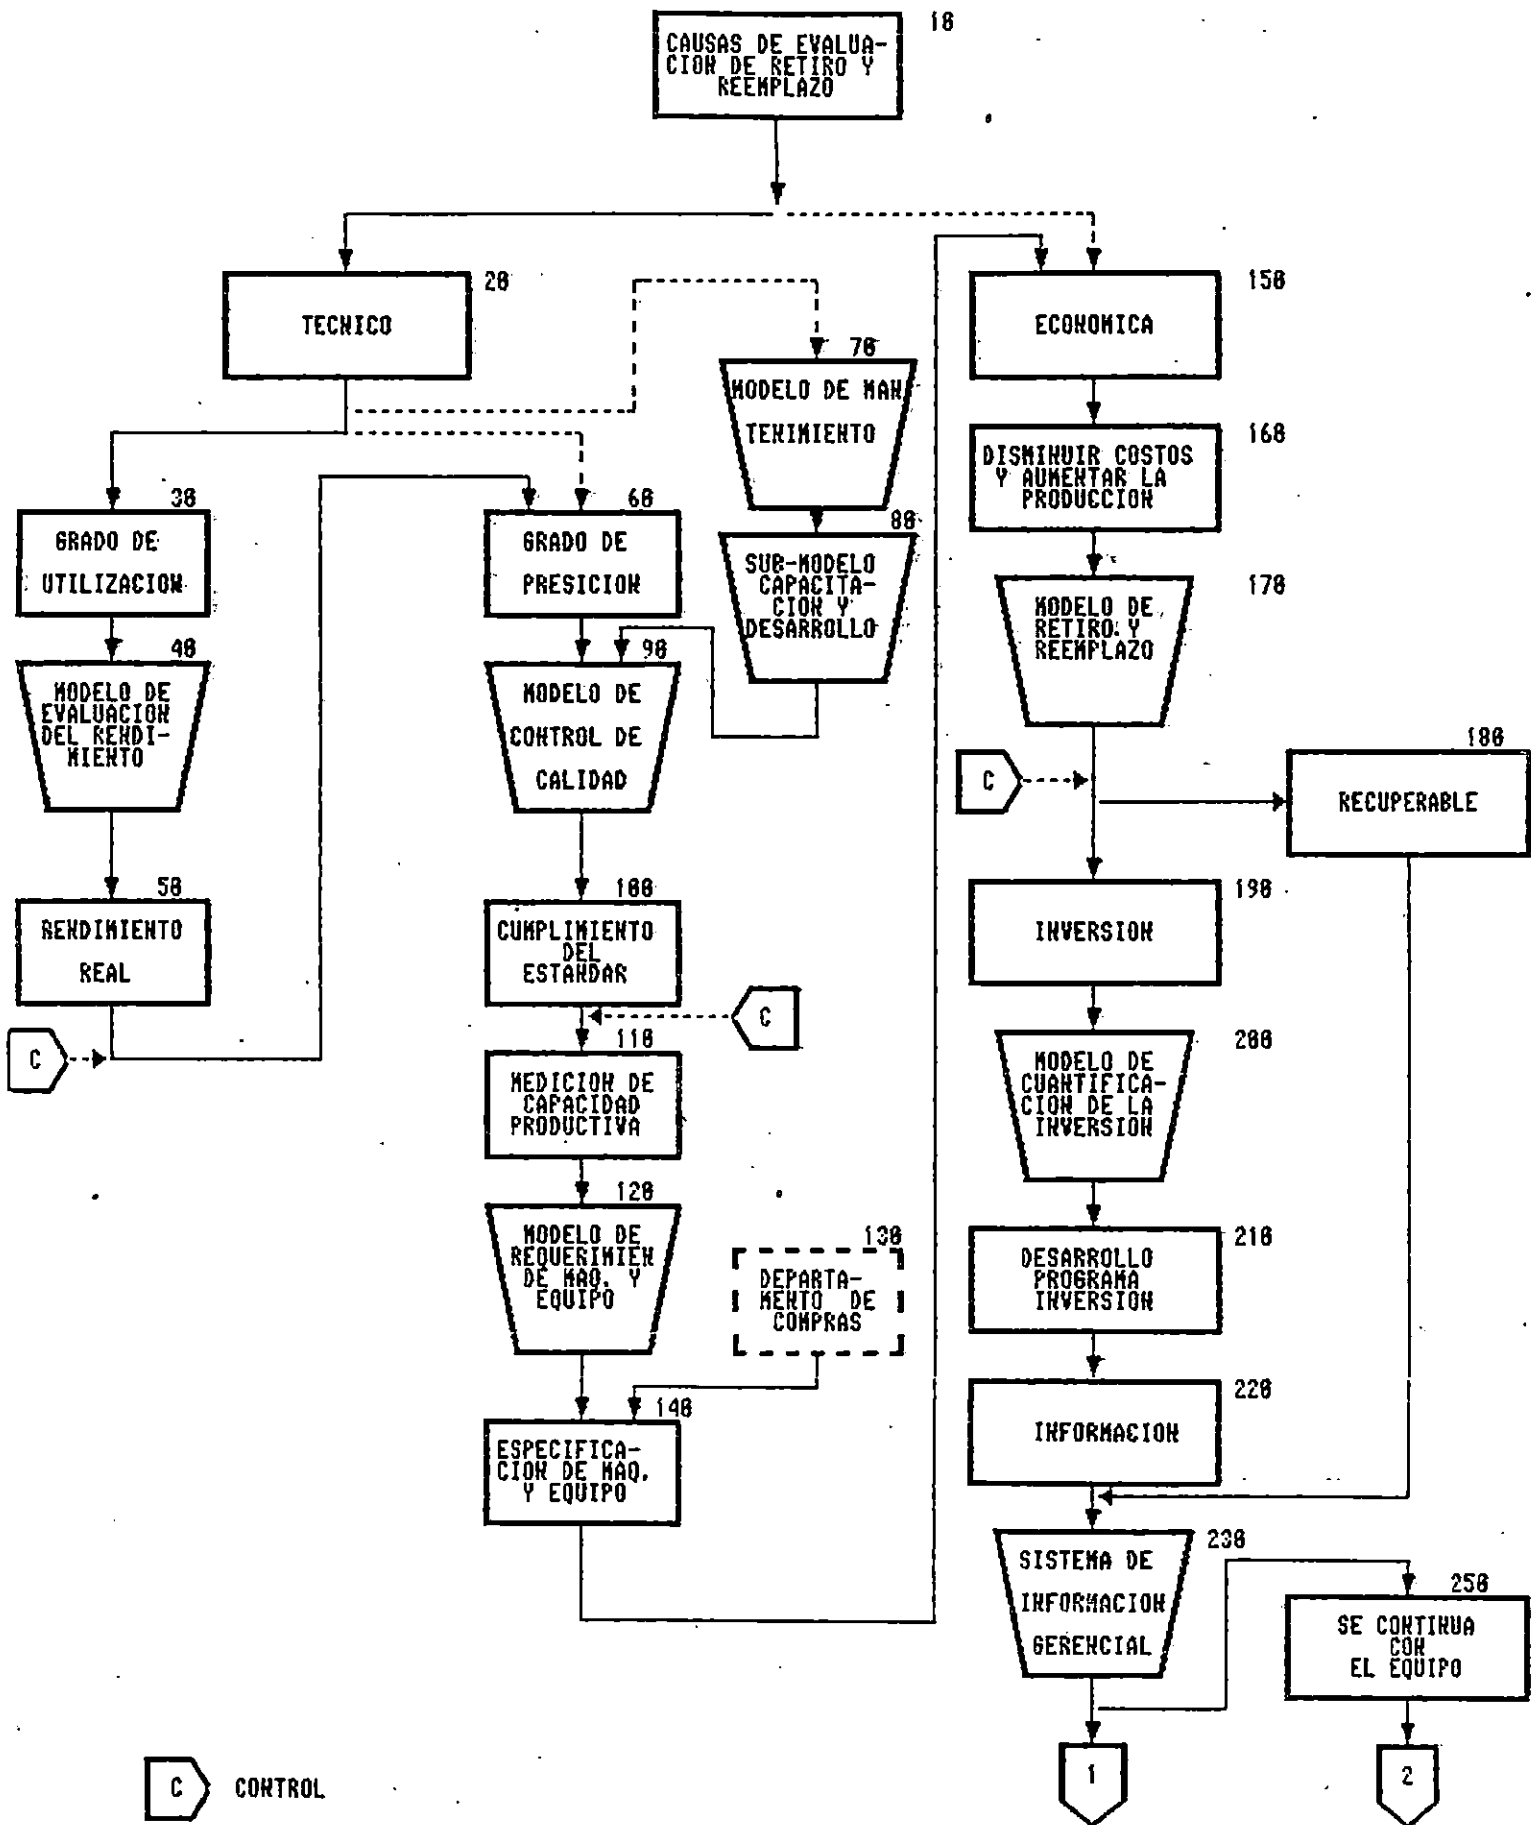 10
CAUSAS DE EVALUA-
CION DE RETIRO Y
REEMPLAZO
20
TECNICO
150
ECONOMICA
70
MODELO DE MAN
TENIMIENTO
160
DISMINUIR COSTOS
Y AUMENTAR LA
PRODUCCION
30
GRADO DE
UTILIZACION
60
GRADO DE
PRESICION
80
SUB-MODELO
CAPACITA-
CION Y
DESARROLLO
170
MODELO DE
RETIRO Y
REEMPLAZO
40
MODELO DE
EVALUACION
DEL RENDI-
MIENTO
90
MODELO DE
CONTROL DE
CALIDAD
C
180
RECUPERABLE
50
RENDIMIENTO
REAL
100
CUMPLIMIENTO
DEL
ESTANDAR
190
INVERSION
C
C
110
MEDICION DE
CAPACIDAD
PRODUCTIVA
200
MODELO DE
CUANTIFICA-
CION DE LA
INVERSION
120
MODELO DE
REQUERIMIEN
DE MAQ. Y
EQUIPO
130
DEPARTA-
MENTO DE
COMPRAS
210
DESARROLLO
PROGRAMA
INVERSION
140
ESPECIFICA-
CION DE MAQ.
Y EQUIPO
220
INFORMACION
230
SISTEMA DE
INFORMACION
GERENCIAL
250
SE CONTINUA
CON
EL EQUIPO
1
2
C
CONTROL